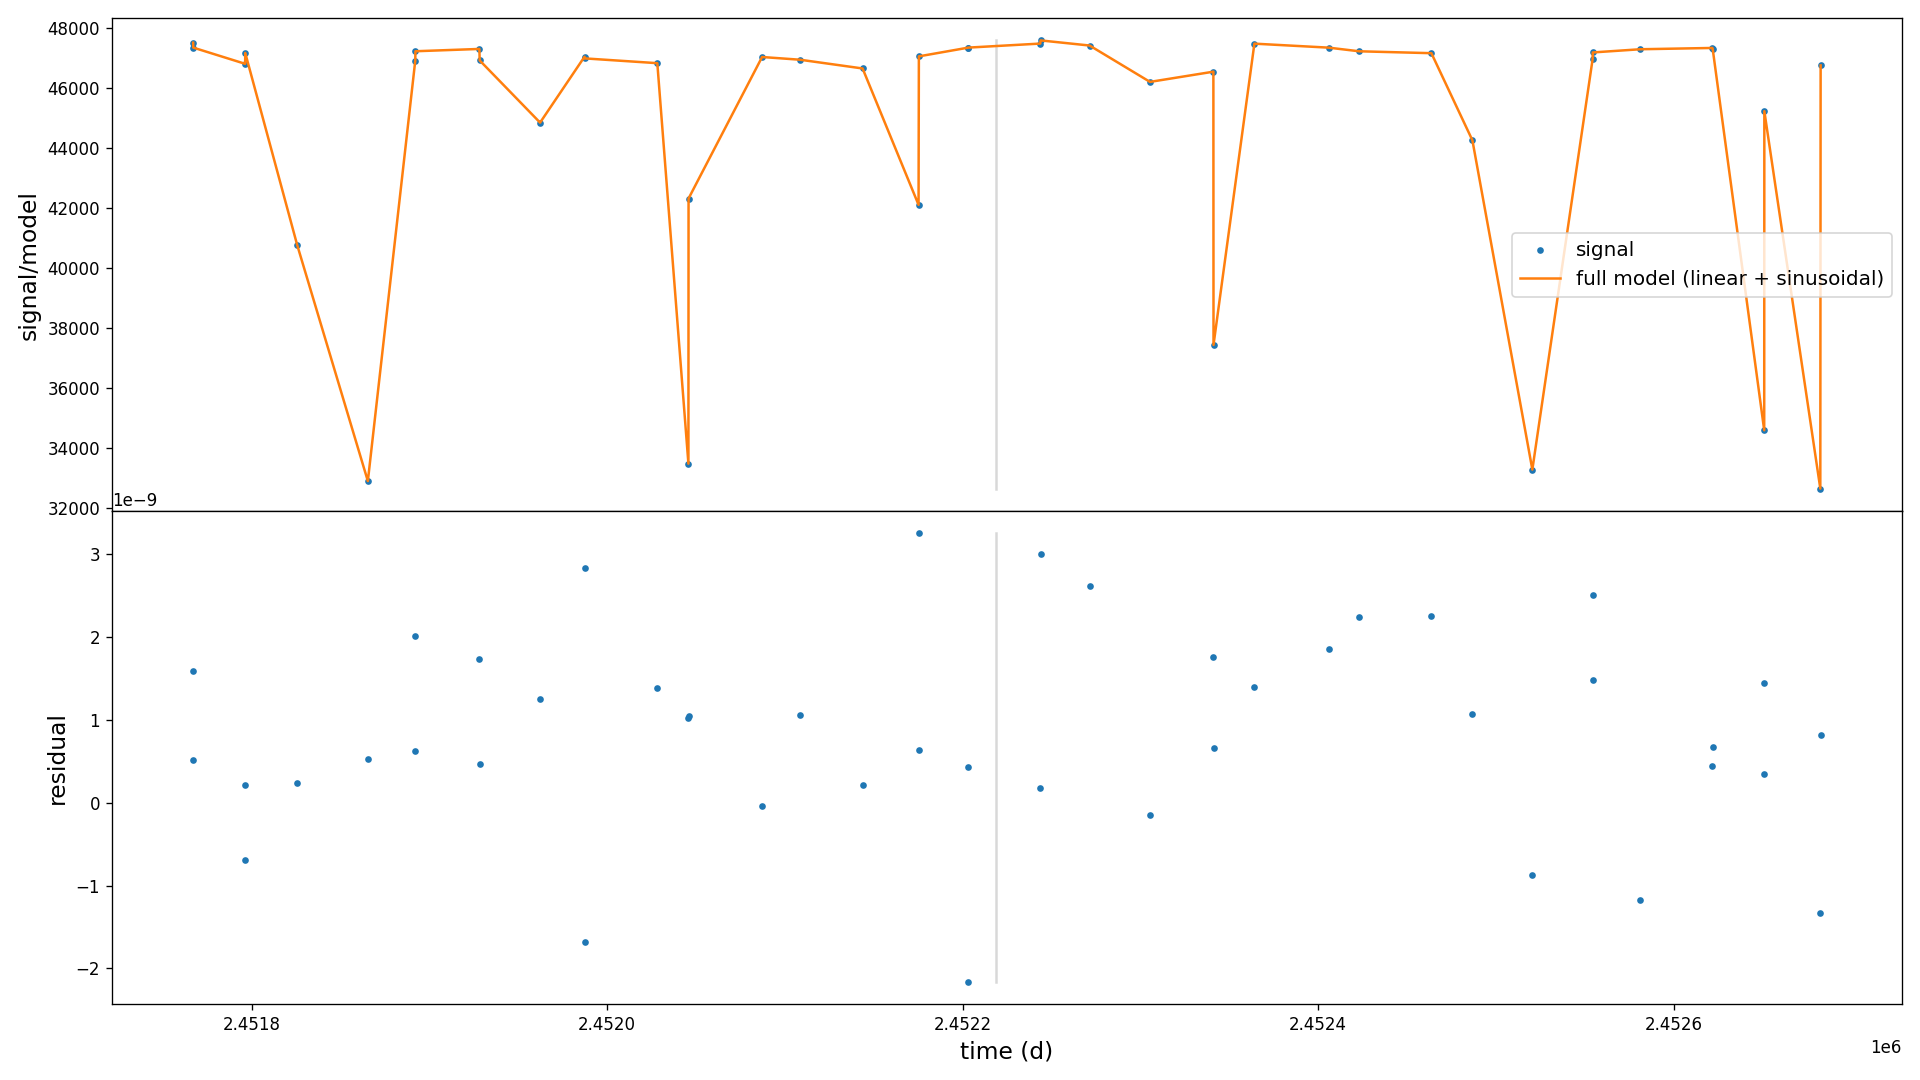 48000
46000
44000
42000
40000
38000
36000
34000
32000
signal/model
signal
full model (linear + sinusoidal)
1e−9
3
2
1
0
−1
−2
residual
2.4518
2.4520
2.4522
2.4524
2.4526
1e6
time (d)